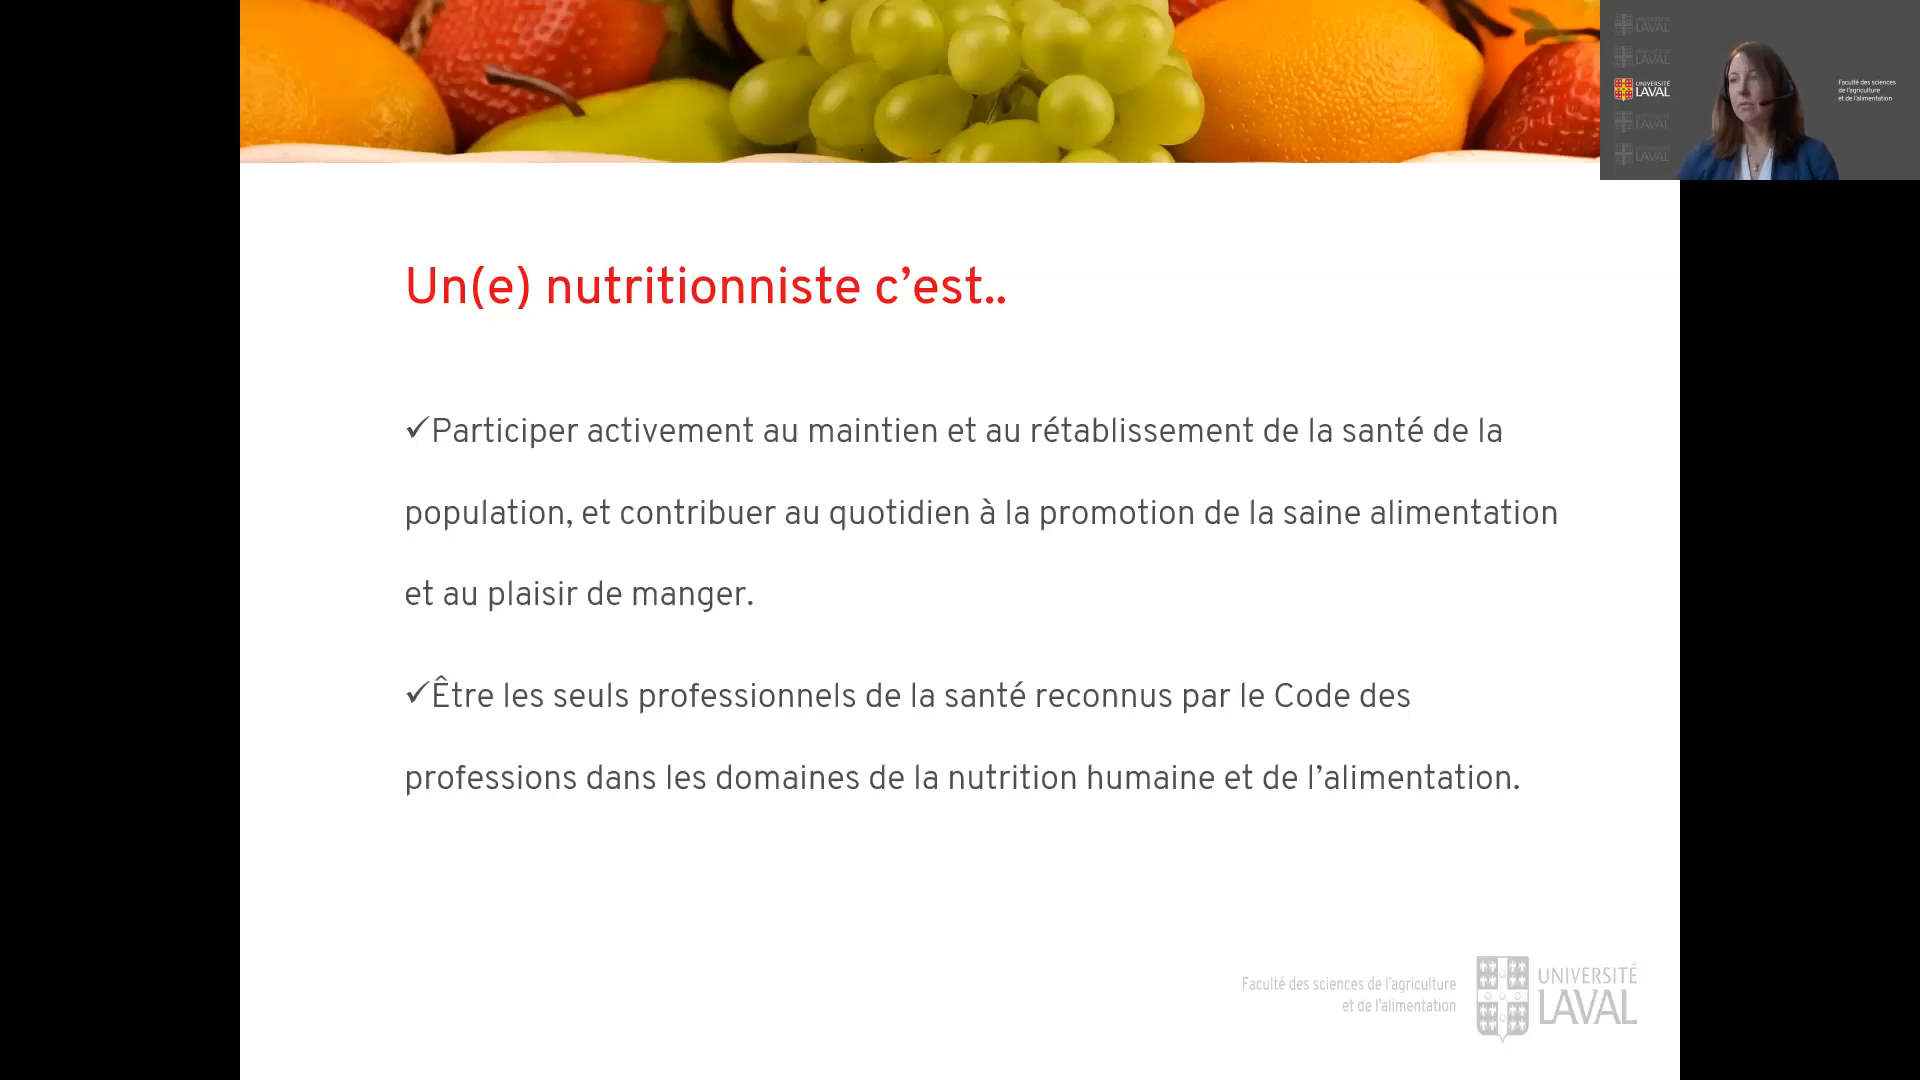 UNIVERSITÉ
LAVAL
Faculté des sciences
de l'agriculture
et de l'alimentation
Un(e) nutritionniste c’est..
✓Participer activement au maintien et au rétablissement de la santé de la
population, et contribuer au quotidien à la promotion de la saine alimentation
et au plaisir de manger.
✓Être les seuls professionnels de la santé reconnus par le Code des
professions dans les domaines de la nutrition humaine et de l’alimentation.
Faculté des sciences de l'agriculture
et de l'alimentation
UNIVERSITÉ
LAVAL